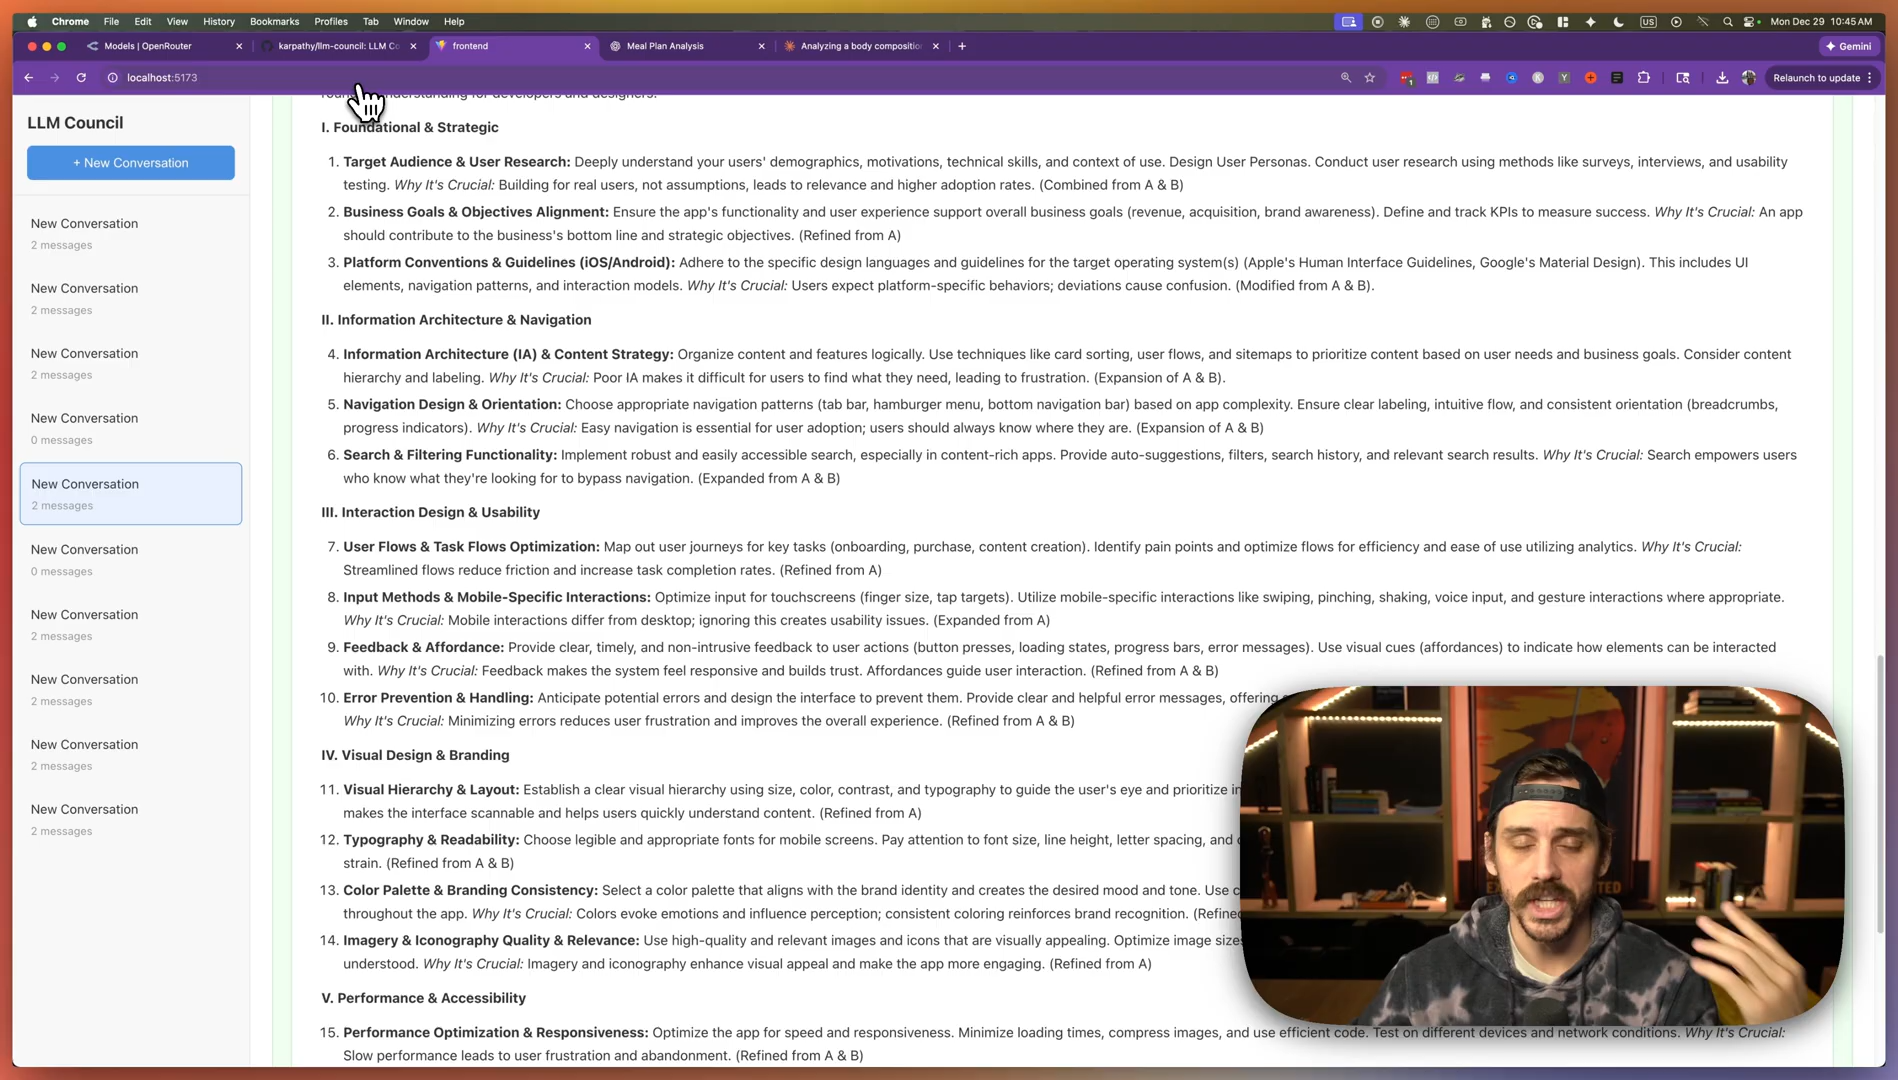 Chrome File Edit View History Bookmarks Profiles Tab Window Help
US Mon Dec 29 10:45 AM
Models | OpenRouter
karpathy/llm-council: LLM Co
frontend
Meal Plan Analysis
Analyzing a body compositio
Gemini
localhost:5173
Relaunch to update
LLM Council
+ New Conversation
New Conversation
2 messages
New Conversation
2 messages
New Conversation
2 messages
New Conversation
0 messages
New Conversation
2 messages
New Conversation
0 messages
New Conversation
2 messages
New Conversation
2 messages
New Conversation
2 messages
New Conversation
2 messages
understanding for developers and designers.
I. Foundational & Strategic
1. Target Audience & User Research: Deeply understand your users' demographics, motivations, technical skills, and context of use. Design User Personas. Conduct user research using methods like surveys, interviews, and usability
testing. Why It's Crucial: Building for real users, not assumptions, leads to relevance and higher adoption rates. (Combined from A & B)
2. Business Goals & Objectives Alignment: Ensure the app's functionality and user experience support overall business goals (revenue, acquisition, brand awareness). Define and track KPIs to measure success. Why It's Crucial: An app
should contribute to the business's bottom line and strategic objectives. (Refined from A)
3. Platform Conventions & Guidelines (iOS/Android): Adhere to the specific design languages and guidelines for the target operating system(s) (Apple's Human Interface Guidelines, Google's Material Design). This includes UI
elements, navigation patterns, and interaction models. Why It's Crucial: Users expect platform-specific behaviors; deviations cause confusion. (Modified from A & B).
II. Information Architecture & Navigation
4. Information Architecture (IA) & Content Strategy: Organize content and features logically. Use techniques like card sorting, user flows, and sitemaps to prioritize content based on user needs and business goals. Consider content
hierarchy and labeling. Why It's Crucial: Poor IA makes it difficult for users to find what they need, leading to frustration. (Expansion of A & B).
5. Navigation Design & Orientation: Choose appropriate navigation patterns (tab bar, hamburger menu, bottom navigation bar) based on app complexity. Ensure clear labeling, intuitive flow, and consistent orientation (breadcrumbs,
progress indicators). Why It's Crucial: Easy navigation is essential for user adoption; users should always know where they are. (Expansion of A & B)
6. Search & Filtering Functionality: Implement robust and easily accessible search, especially in content-rich apps. Provide auto-suggestions, filters, search history, and relevant search results. Why It's Crucial: Search empowers users
who know what they're looking for to bypass navigation. (Expanded from A & B)
III. Interaction Design & Usability
7. User Flows & Task Flows Optimization: Map out user journeys for key tasks (onboarding, purchase, content creation). Identify pain points and optimize flows for efficiency and ease of use utilizing analytics. Why It's Crucial:
Streamlined flows reduce friction and increase task completion rates. (Refined from A)
8. Input Methods & Mobile-Specific Interactions: Optimize input for touchscreens (finger size, tap targets). Utilize mobile-specific interactions like swiping, pinching, shaking, voice input, and gesture interactions where appropriate.
Why It's Crucial: Mobile interactions differ from desktop; ignoring this creates usability issues. (Expanded from A)
9. Feedback & Affordance: Provide clear, timely, and non-intrusive feedback to user actions (button presses, loading states, progress bars, error messages). Use visual cues (affordances) to indicate how elements can be interacted
with. Why It's Crucial: Feedback makes the system feel responsive and builds trust. Affordances guide user interaction. (Refined from A & B)
10. Error Prevention & Handling: Anticipate potential errors and design the interface to prevent them. Provide clear and helpful error messages, offering
Why It's Crucial: Minimizing errors reduces user frustration and improves the overall experience. (Refined from A & B)
IV. Visual Design & Branding
11. Visual Hierarchy & Layout: Establish a clear visual hierarchy using size, color, contrast, and typography to guide the user's eye and prioritize in
makes the interface scannable and helps users quickly understand content. (Refined from A)
12. Typography & Readability: Choose legible and appropriate fonts for mobile screens. Pay attention to font size, line height, letter spacing, and
strain. (Refined from A & B)
13. Color Palette & Branding Consistency: Select a color palette that aligns with the brand identity and creates the desired mood and tone. Use c
throughout the app. Why It's Crucial: Colors evoke emotions and influence perception; consistent coloring reinforces brand recognition. (Refined
14. Imagery & Iconography Quality & Relevance: Use high-quality and relevant images and icons that are visually appealing. Optimize image sizes
understood. Why It's Crucial: Imagery and iconography enhance visual appeal and make the app more engaging. (Refined from A)
V. Performance & Accessibility
15. Performance Optimization & Responsiveness: Optimize the app for speed and responsiveness. Minimize loading times, compress images, and use efficient code. Test on different devices and network conditions. Why It's Crucial:
Slow performance leads to user frustration and abandonment. (Refined from A & B)